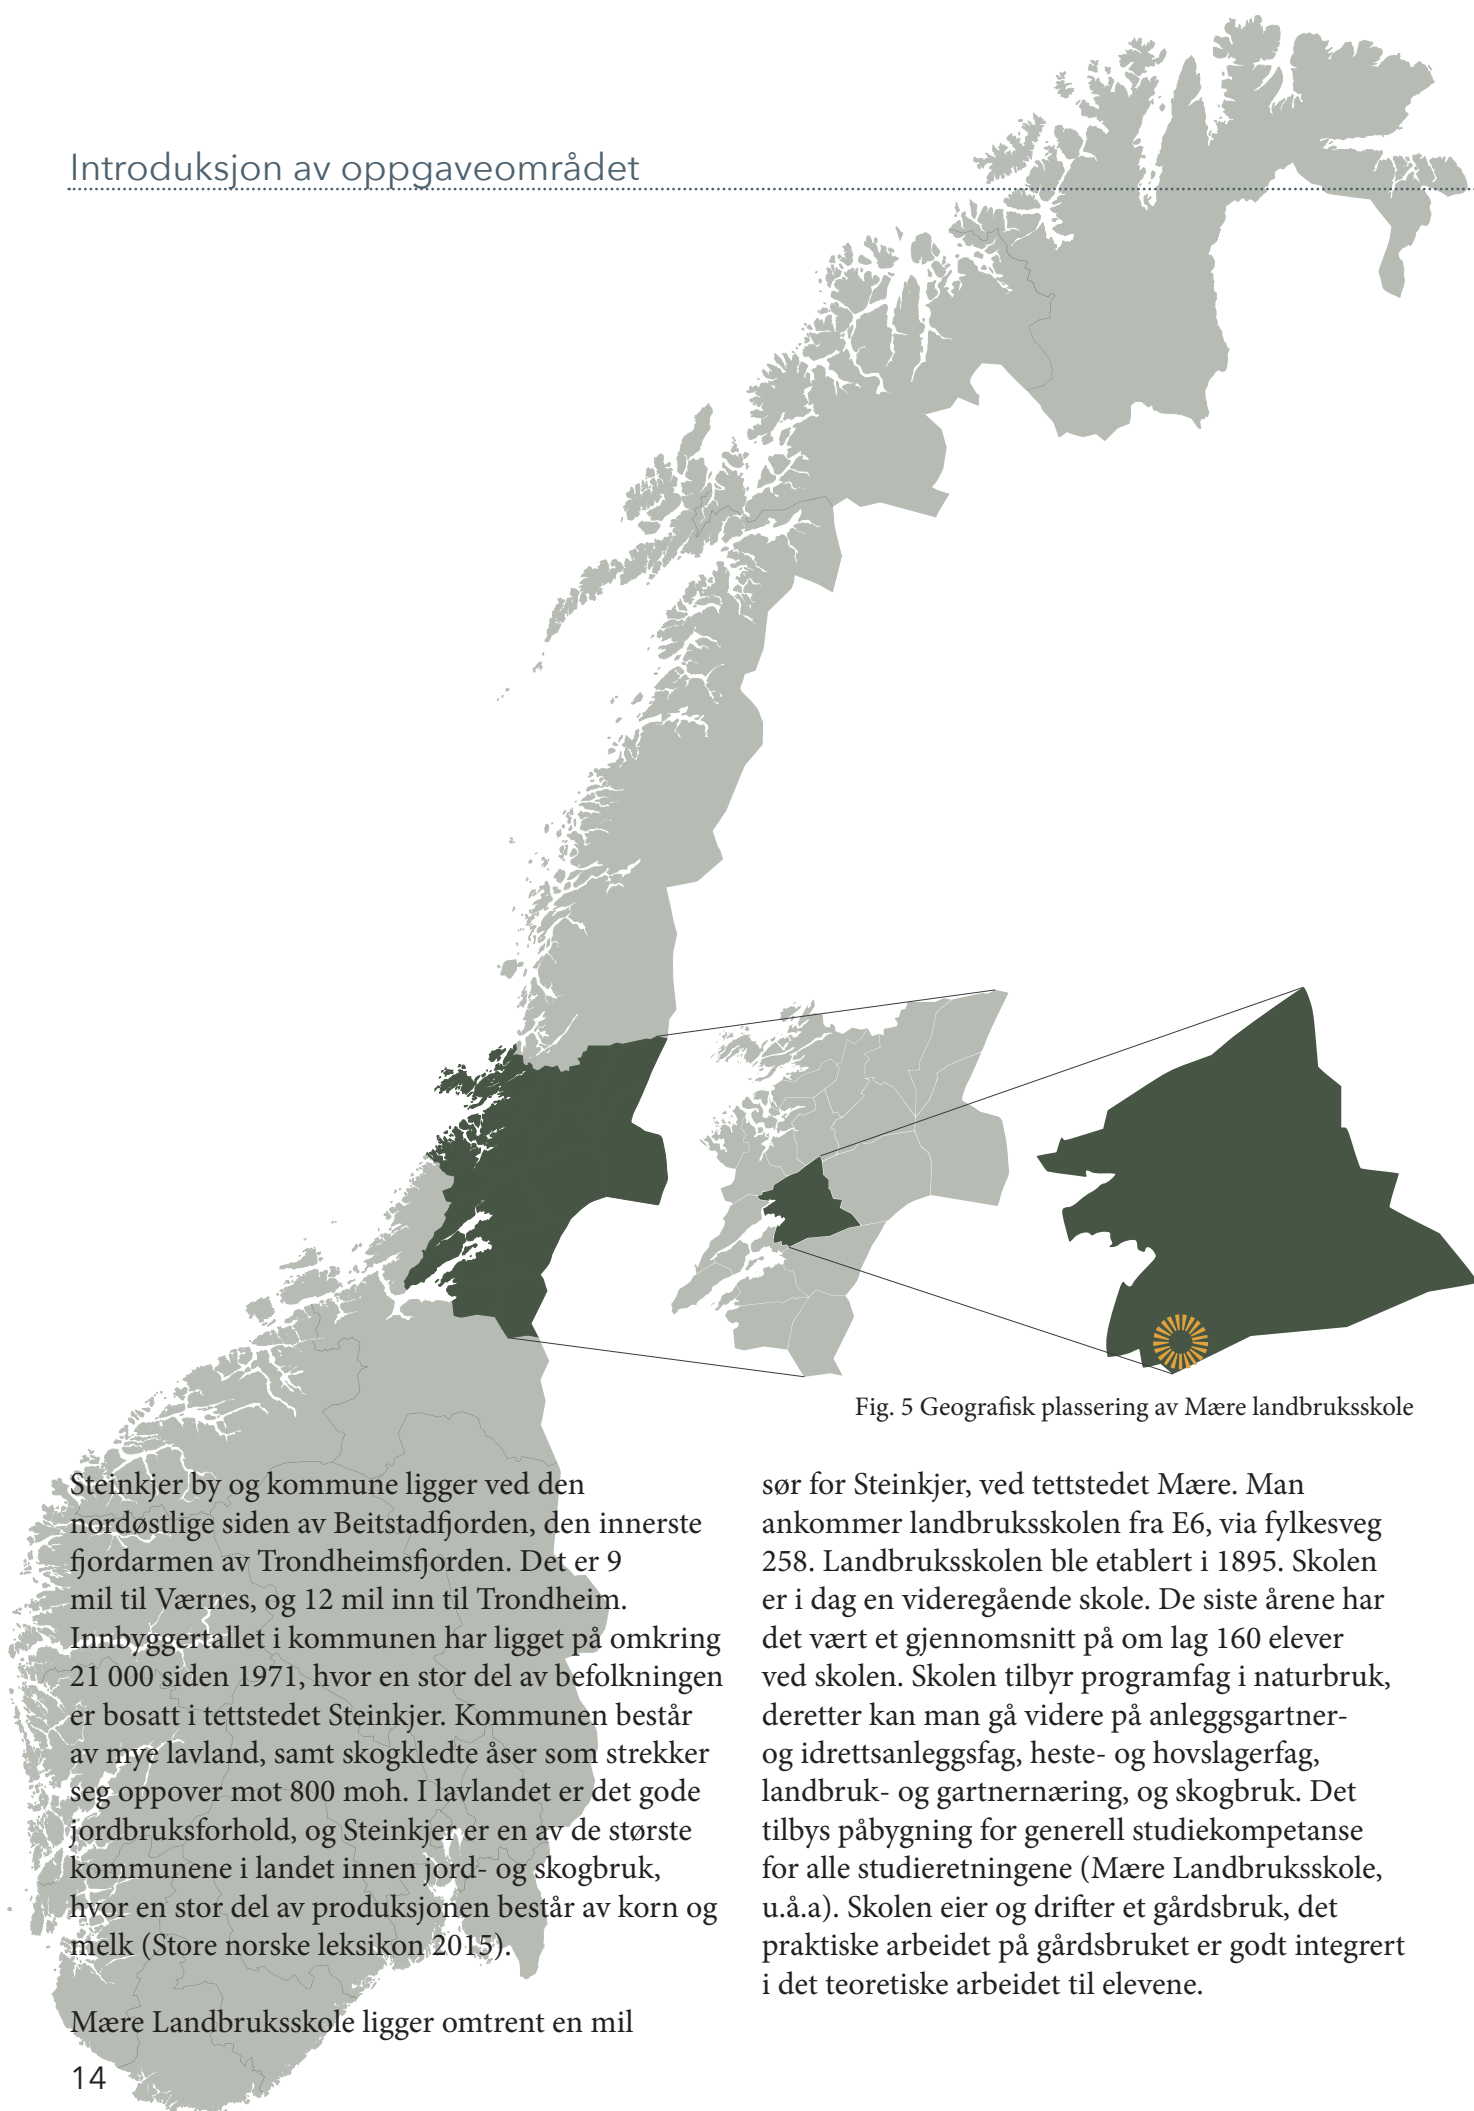 Introduksjon av oppgaveområdet
Fig. 5 Geografisk plassering av Mære landbruksskole
Steinkjer by og kommune ligger ved den
nordøstlige siden av Beitstadfjorden, den innerste
fjordarmen av Trondheimsfjorden. Det er 9
mil til Værnes, og 12 mil inn til Trondheim.
Innbyggertallet i kommunen har ligget på omkring
21 000 siden 1971, hvor en stor del av befolkningen
er bosatt i tettstedet Steinkjer. Kommunen består
av mye lavland, samt skogkledte åser som strekker
seg oppover mot 800 moh. I lavlandet er det gode
jordbruksforhold, og Steinkjer er en av de største
kommunene i landet innen jord- og skogbruk,
hvor en stor del av produksjonen består av korn og
melk (Store norske leksikon 2015).
Mære Landbruksskole ligger omtrent en mil
sør for Steinkjer, ved tettstedet Mære. Man
ankommer landbruksskolen fra E6, via fylkesveg
258. Landbruksskolen ble etablert i 1895. Skolen
er i dag en videregående skole. De siste årene har
det vært et gjennomsnitt på om lag 160 elever
ved skolen. Skolen tilbyr programfag i naturbruk,
deretter kan man gå videre på anleggsgartner-
og idrettsanleggsfag, heste- og hovslagerfag,
landbruk- og gartnernæring, og skogbruk. Det
tilbys påbygning for generell studiekompetanse
for alle studieretningene (Mære Landbruksskole,
u.å.a). Skolen eier og drifter et gårdsbruk, det
praktiske arbeidet på gårdsbruket er godt integrert
i det teoretiske arbeidet til elevene.
14